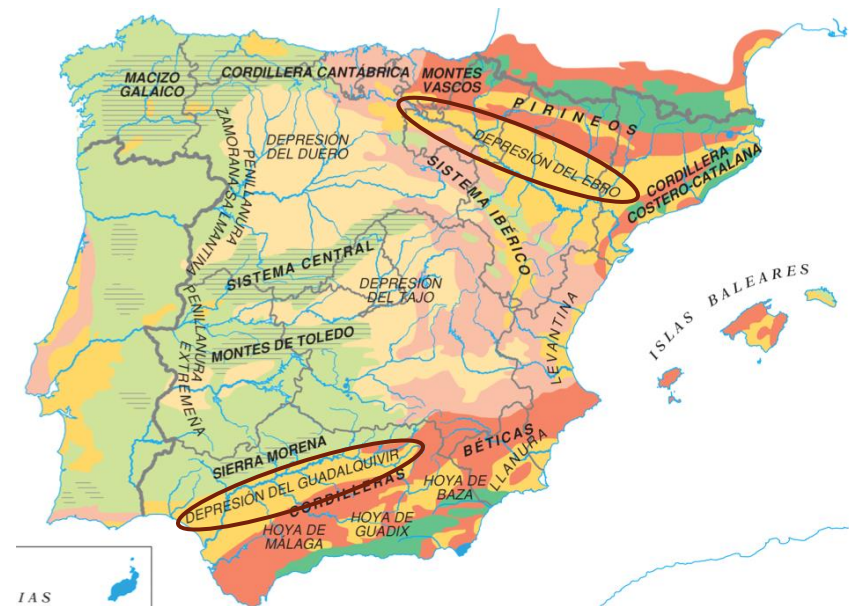 MACIZO
GALAICO
CORDILLERA CANTÁBRICA
MONTES
VASCOS
PIRINEOS
DEPRESIÓN
DEL DUERO
PENILLANURA
ZAMORANA-SALMANTINA
DEPRESIÓN DEL EBRO
CORDILLERA
COSTERO-CATALANA
SISTEMA IBÉRICO
SISTEMA CENTRAL
DEPRESIÓN
DEL TAJO
ISLAS BALEARES
PENILLANURA
EXTREMEÑA
MONTES DE TOLEDO
LLANURA
LEVANTINA
SIERRA MORENA
DEPRESIÓN DEL GUADALQUIVIR
CORDILLERAS
BÉTICAS
HOYA DE
BAZA
HOYA DE
GUADIX
HOYA DE
MÁLAGA
IAS